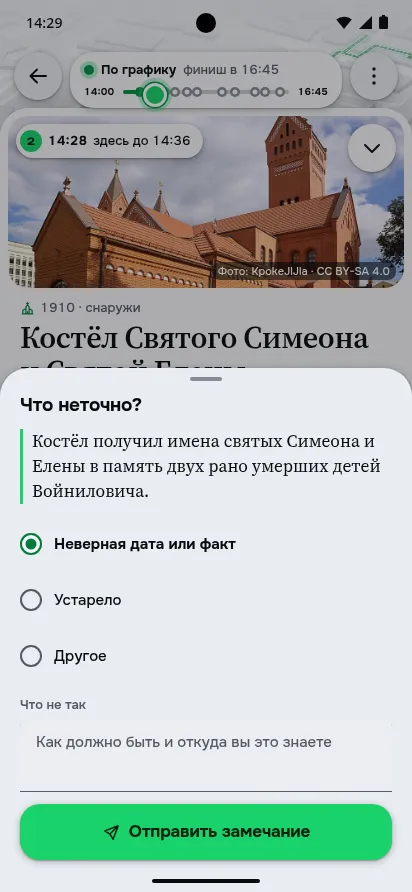 14:29
По графику финиш в 16:45
14:00
16:45
2 14:28 здесь до 14:36
Фото: KpokeJIJla · CC BY-SA 4.0
1910 · снаружи
Костёл Святого Симеона
и Святой Елены
Что неточно?
Костёл получил имена святых Симеона и
Елены в память двух рано умерших детей
Войниловича.
Неверная дата или факт
Устарело
Другое
Что не так
Как должно быть и откуда вы это знаете
Отправить замечание